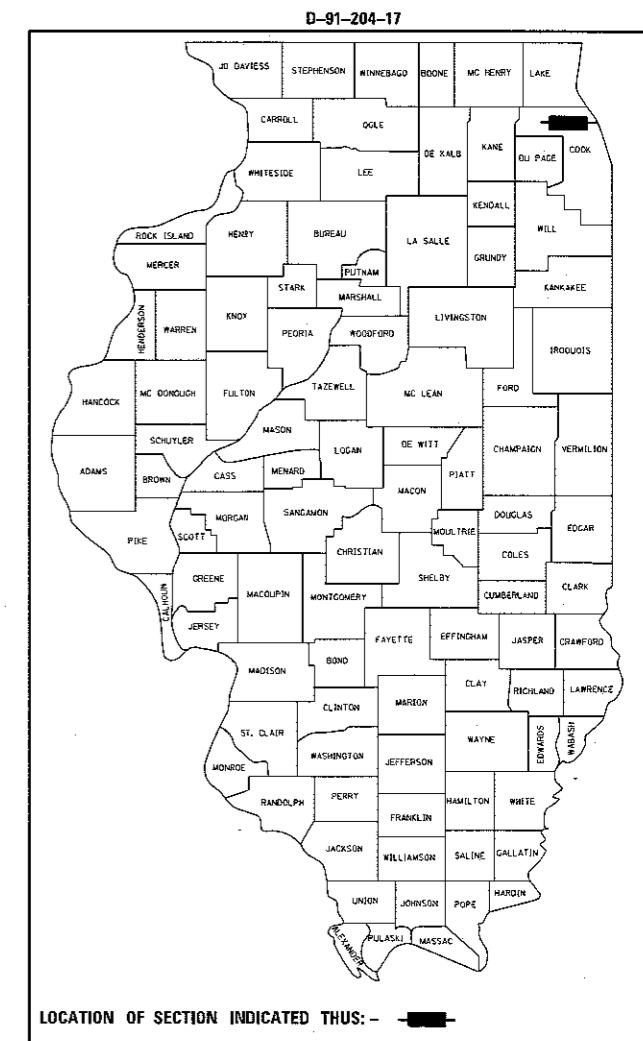 D-91-204-17
JO DAVIESS STEPHENSON WINNEBAGO BOONE MC HENRY LAKE
CARROLL OGLE DE KALB KANE COOK
DU PAGE
WHITESIDE LEE
KENDALL
WILL
ROCK ISLAND HENRY BUREAU LA SALLE GRUNDY
MERCER PUTNAM
STARK KANKAKEE
MARSHALL
HENDERSON WARREN KNOX LIVINGSTON
PEORIA WOODFORD IROQUOIS
TAZEWELL MC LEAN FORD
HANCOCK MC DONOUGH FULTON
MASON
SCHUYLER LOGAN DE WITT CHAMPAIGN VERMILION
ADAMS BROWN CASS MENARD PIATT
MACON
MORGAN SANGAMON DOUGLAS
PIKE SCOTT MOULTRIE EDGAR
CHRISTIAN COLES
GREENE SHELBY
CALHOUN MACOUPIN MONTGOMERY CUMBERLAND CLARK
JERSEY
FAYETTE EFFINGHAM JASPER CRAWFORD
MADISON BOND
CLAY RICHLAND LAWRENCE
CLINTON MARION
ST. CLAIR WAYNE EDWARDS WABASH
WASHINGTON JEFFERSON
MONROE
RANDOLPH PERRY HAMILTON WHITE
FRANKLIN
JACKSON WILLIAMSON SALINE GALLATIN
UNION JOHNSON POPE HARDIN
ALEXANDER PULASKI MASSAC
LOCATION OF SECTION INDICATED THUS: -